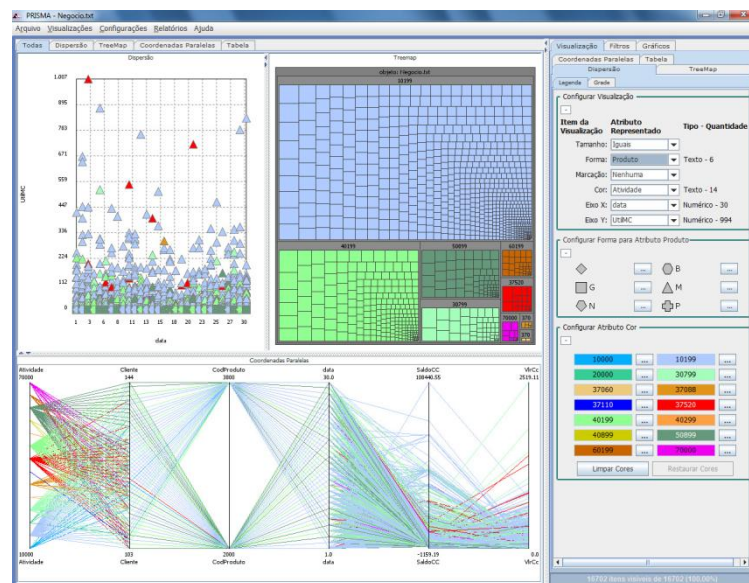 PRISMA - Negocio.txt
Arquivo Visualizações Configurações Relatórios Ajuda
Todas Dispersão TreeMap Coordenadas Paralelas Tabela
Dispersão
UtilMC
1.007
895
783
671
559
447
336
224
112
0
1 3 6 8 11 13 15 18 20 23 25 28 30
data
Treemap
objeto: Negocio.txt
10199
40199
50899
60199
37520
30799
70000
370
370
Coordenadas Paralelas
Atividade Cliente CodProduto data SaldoCC VlrCc
70000 144 3000 30.0 100440.55 2519.11
10000 103 2000 1.0 -1159.19 0.0
Atividade Cliente CodProduto data SaldoCC VlrCc
Visualização Filtros Gráficos
Coordenadas Paralelas Tabela
Dispersão TreeMap
Legenda Grade
Configurar Visualização
-
Item da Visualização Atributo Representado Tipo - Quantidade
Tamanho: Iguais
Forma: Produto Texto - 6
Marcação: Nenhuma
Cor: Atividade Texto - 14
Eixo X: data Numérico - 30
Eixo Y: UtilMC Numérico - 994
Configurar Forma para Atributo Produto
-
... B ...
G ... M ...
N ... P ...
Configurar Atributo Cor
-
10000 ... 10199 ...
20000 ... 30799 ...
37060 ... 37088 ...
37110 ... 37520 ...
40199 ... 40299 ...
40899 ... 50899 ...
60199 ... 70000 ...
Limpar Cores Restaurar Cores
16702 itens visíveis de 16702 (100,00%)